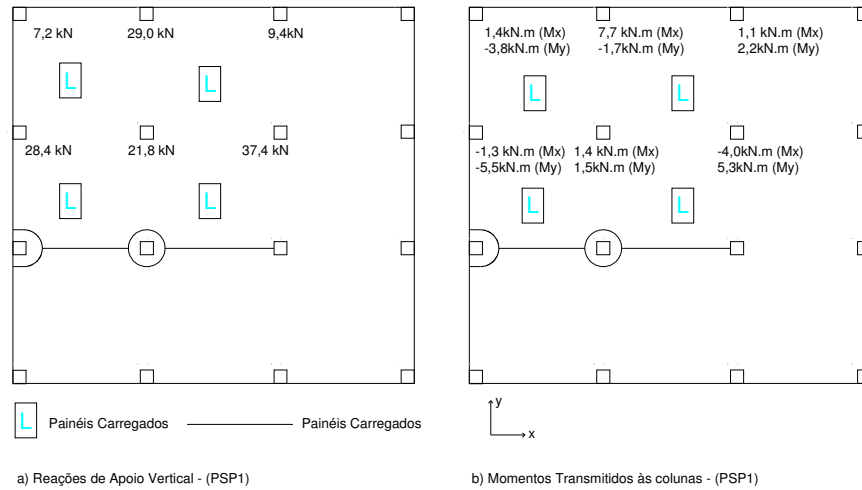 7,2 kN 29,0 kN 9,4kN
L L
28,4 kN 21,8 kN 37,4 kN
L L
L Painéis Carregados Painéis Carregados
a) Reações de Apoio Vertical - (PSP1)
1,4kN.m (Mx) 7,7 kN.m (Mx) 1,1 kN.m (Mx)
-3,8kN.m (My) -1,7kN.m (My) 2,2kN.m (My)
L L
-1,3 kN.m (Mx) 1,4 kN.m (Mx) -4,0kN.m (Mx)
-5,5kN.m (My) 1,5kN.m (My) 5,3kN.m (My)
L L
y
x
b) Momentos Transmitidos às colunas - (PSP1)